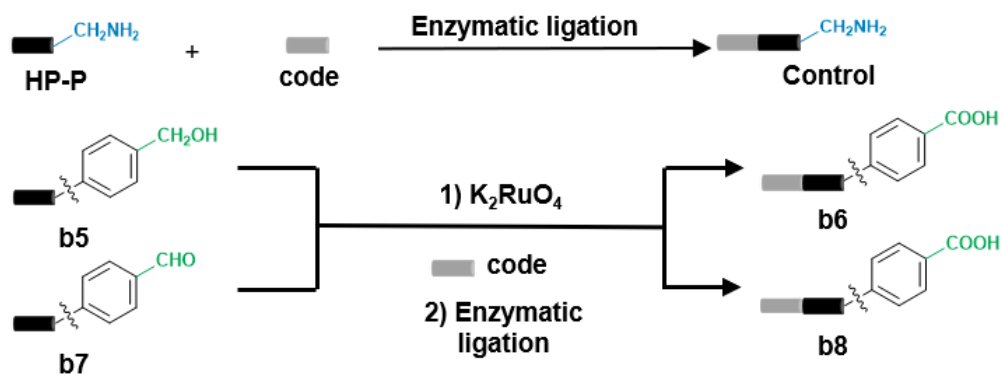 CH₂NH₂ Enzymatic ligation CH₂NH₂
+
HP-P code Control
CH₂OH COOH
1) K₂RuO₄
b5 b6
code
CHO COOH
2) Enzymatic
ligation
b7 b8